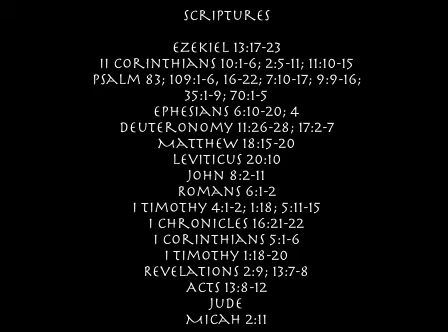 Scriptures
Ezekiel 13:17-23
II Corinthians 10:1-6; 2:5-11; 11:10-15
Psalm 83; 109:1-6, 16-22; 7:10-17; 9:9-16;
35:1-9; 70:1-5
Ephesians 6:10-20; 4
Deuteronomy 11:26-28; 17:2-7
Matthew 18:15-20
Leviticus 20:10
John 8:2-11
Romans 6:1-2
I Timothy 4:1-2; 1:18; 5:11-15
I Chronicles 16:21-22
I Corinthians 5:1-6
I Timothy 1:18-20
Revelations 2:9; 13:7-8
Acts 13:8-12
Jude
Micah 2:11